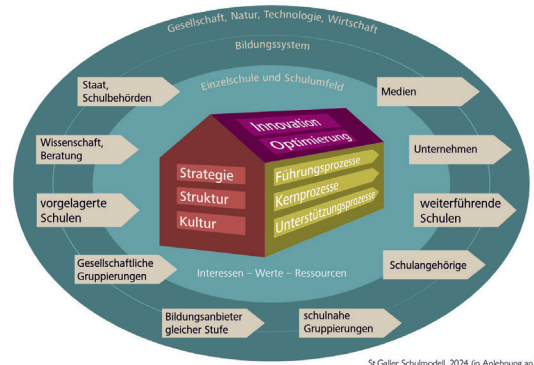 Gesellschaft, Natur, Technologie, Wirtschaft
Bildungssystem
Einzelschule und Schulumfeld
Staat,
Schulbehörden
Medien
Wissenschaft,
Beratung
Unternehmen
vorgelagerte
Schulen
weiterführende
Schulen
Gesellschaftliche
Gruppierungen
Schulangehörige
Bildungsanbieter
gleicher Stufe
schulnahe
Gruppierungen
Innovation
Optimierung
Strategie
Struktur
Kultur
Führungsprozesse
Kernprozesse
Unterstützungsprozesse
Interessen – Werte – Ressourcen
St.Galler Schulmodell, 2024 (in Anlehnung an